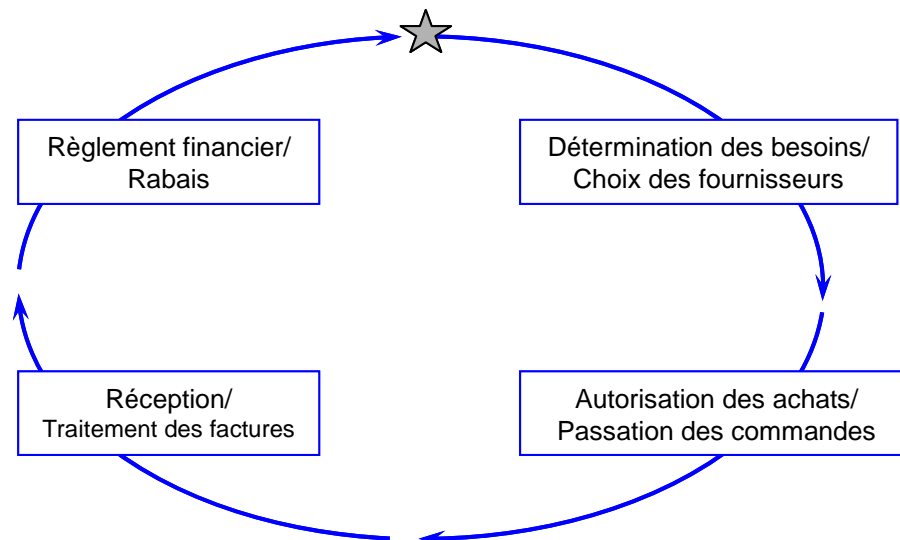 Règlement financier/
Rabais
Détermination des besoins/
Choix des fournisseurs
Réception/
Traitement des factures
Autorisation des achats/
Passation des commandes